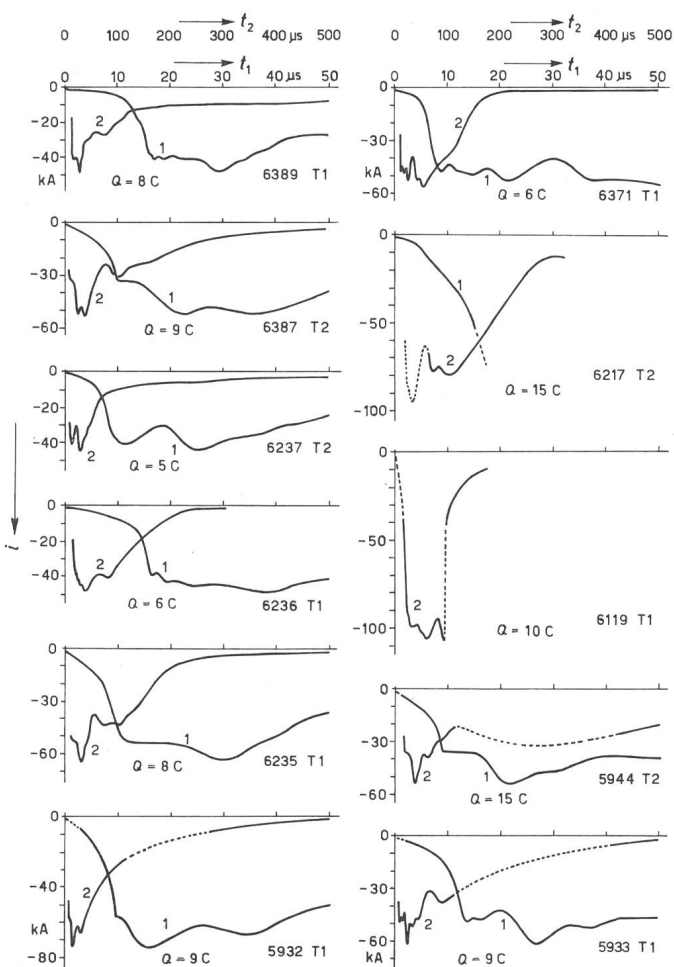 t₂
0 100 200 300 400 µs 500
t₁
0 10 20 30 40 µs 50
0
-20
-40
kA
2
1
Q = 8 C
6389 T1
0
-30
-60
2
1
Q = 9 C
6387 T2
0
-20
-40
2
1
Q = 5 C
6237 T2
i
0
-20
-40
2
1
Q = 6 C
6236 T1
0
-30
-60
2
1
Q = 8 C
6235 T1
0
-40
kA
-80
2
1
Q = 9 C
5932 T1
t₂
0 100 200 300 400 µs 500
t₁
0 10 20 30 40 µs 50
0
-30
kA
-60
2
1
Q = 6 C
6371 T1
0
-50
-100
1
2
Q = 15 C
6217 T2
0
-50
-100
2
Q = 10 C
6119 T1
0
-30
-60
2
1
Q = 15 C
5944 T2
0
-30
-60
kA
2
1
Q = 9 C
5933 T1